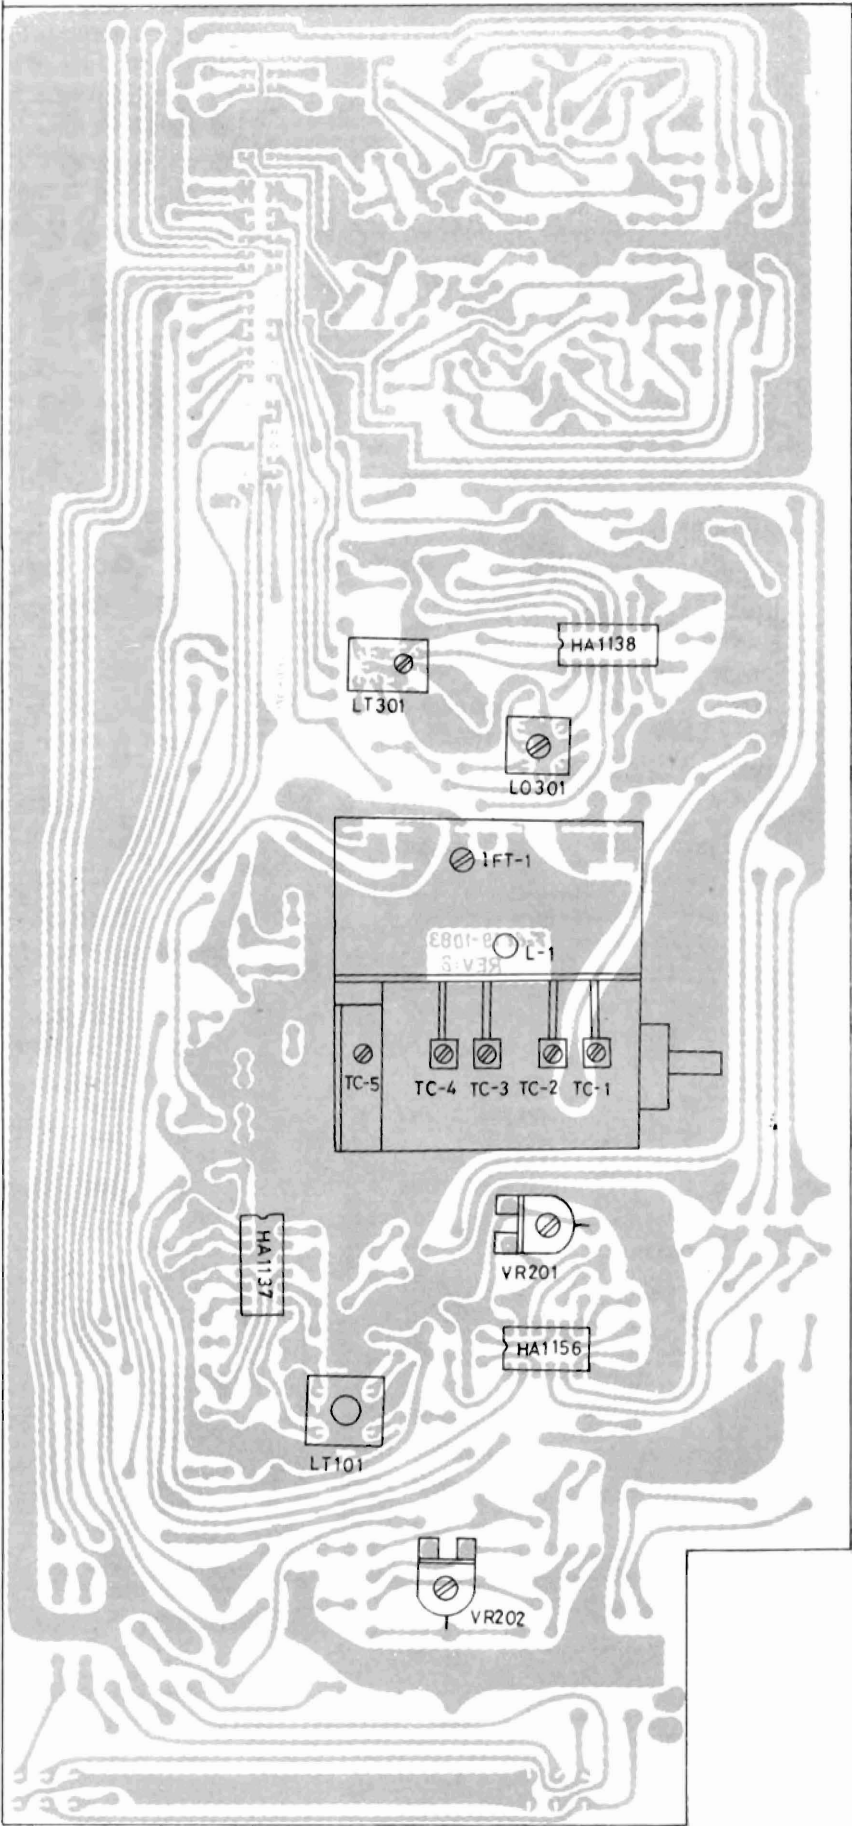 HA1138
LT301
LO301
IFT-1
L-1
REV:2
TC-5
TC-4
TC-3
TC-2
TC-1
HA1137
VR201
HA1156
LT101
VR202